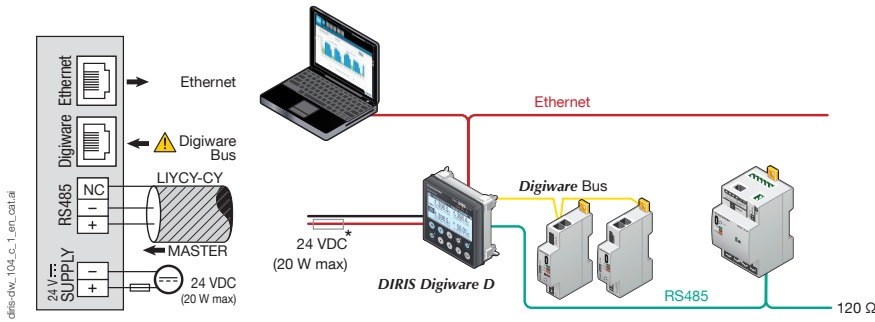 Ethernet
Ethernet
Digiware
Digiware
Bus
LIYCY-CY
RS485
NC
–
+
MASTER
24 V
SUPPLY
–
+
24 VDC
(20 W max)
diris-dw_104_c_1_en_cat.ai
Ethernet
Digiware Bus
*
24 VDC
(20 W max)
DIRIS Digiware D
RS485
120 Ω